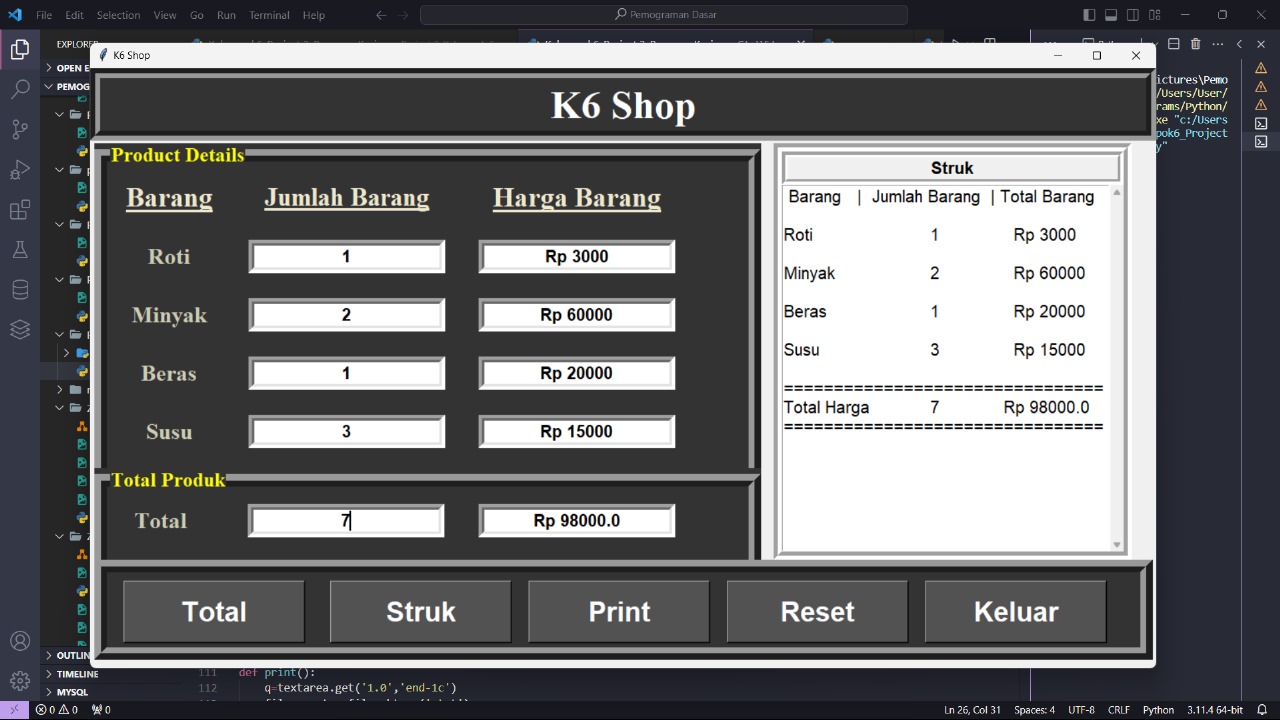 File Edit Selection View Go Run Terminal Help
Pemograman Dasar
EXPLORER
K6 Shop
OPEN E
PEMOG
K6 Shop
Product Details
Barang Jumlah Barang Harga Barang
Roti 1 Rp 3000
Minyak 2 Rp 60000
Beras 1 Rp 20000
Susu 3 Rp 15000
Total Produk
Total 7 Rp 98000.0
Struk
Barang | Jumlah Barang | Total Barang
Roti 1 Rp 3000
Minyak 2 Rp 60000
Beras 1 Rp 20000
Susu 3 Rp 15000
================================
Total Harga 7 Rp 98000.0
================================
Total Struk Print Reset Keluar
ictures\Pemo
/Users/User/
rams/Python/
xe "c:/Users
pok6_Project
y"
OUTLIN
TIMELINE
MYSQL
111 def print():
112 q=textarea.get('1.0','end-1c')
0 0 0
Ln 26, Col 31 Spaces: 4 UTF-8 CRLF Python 3.11.4 64-bit